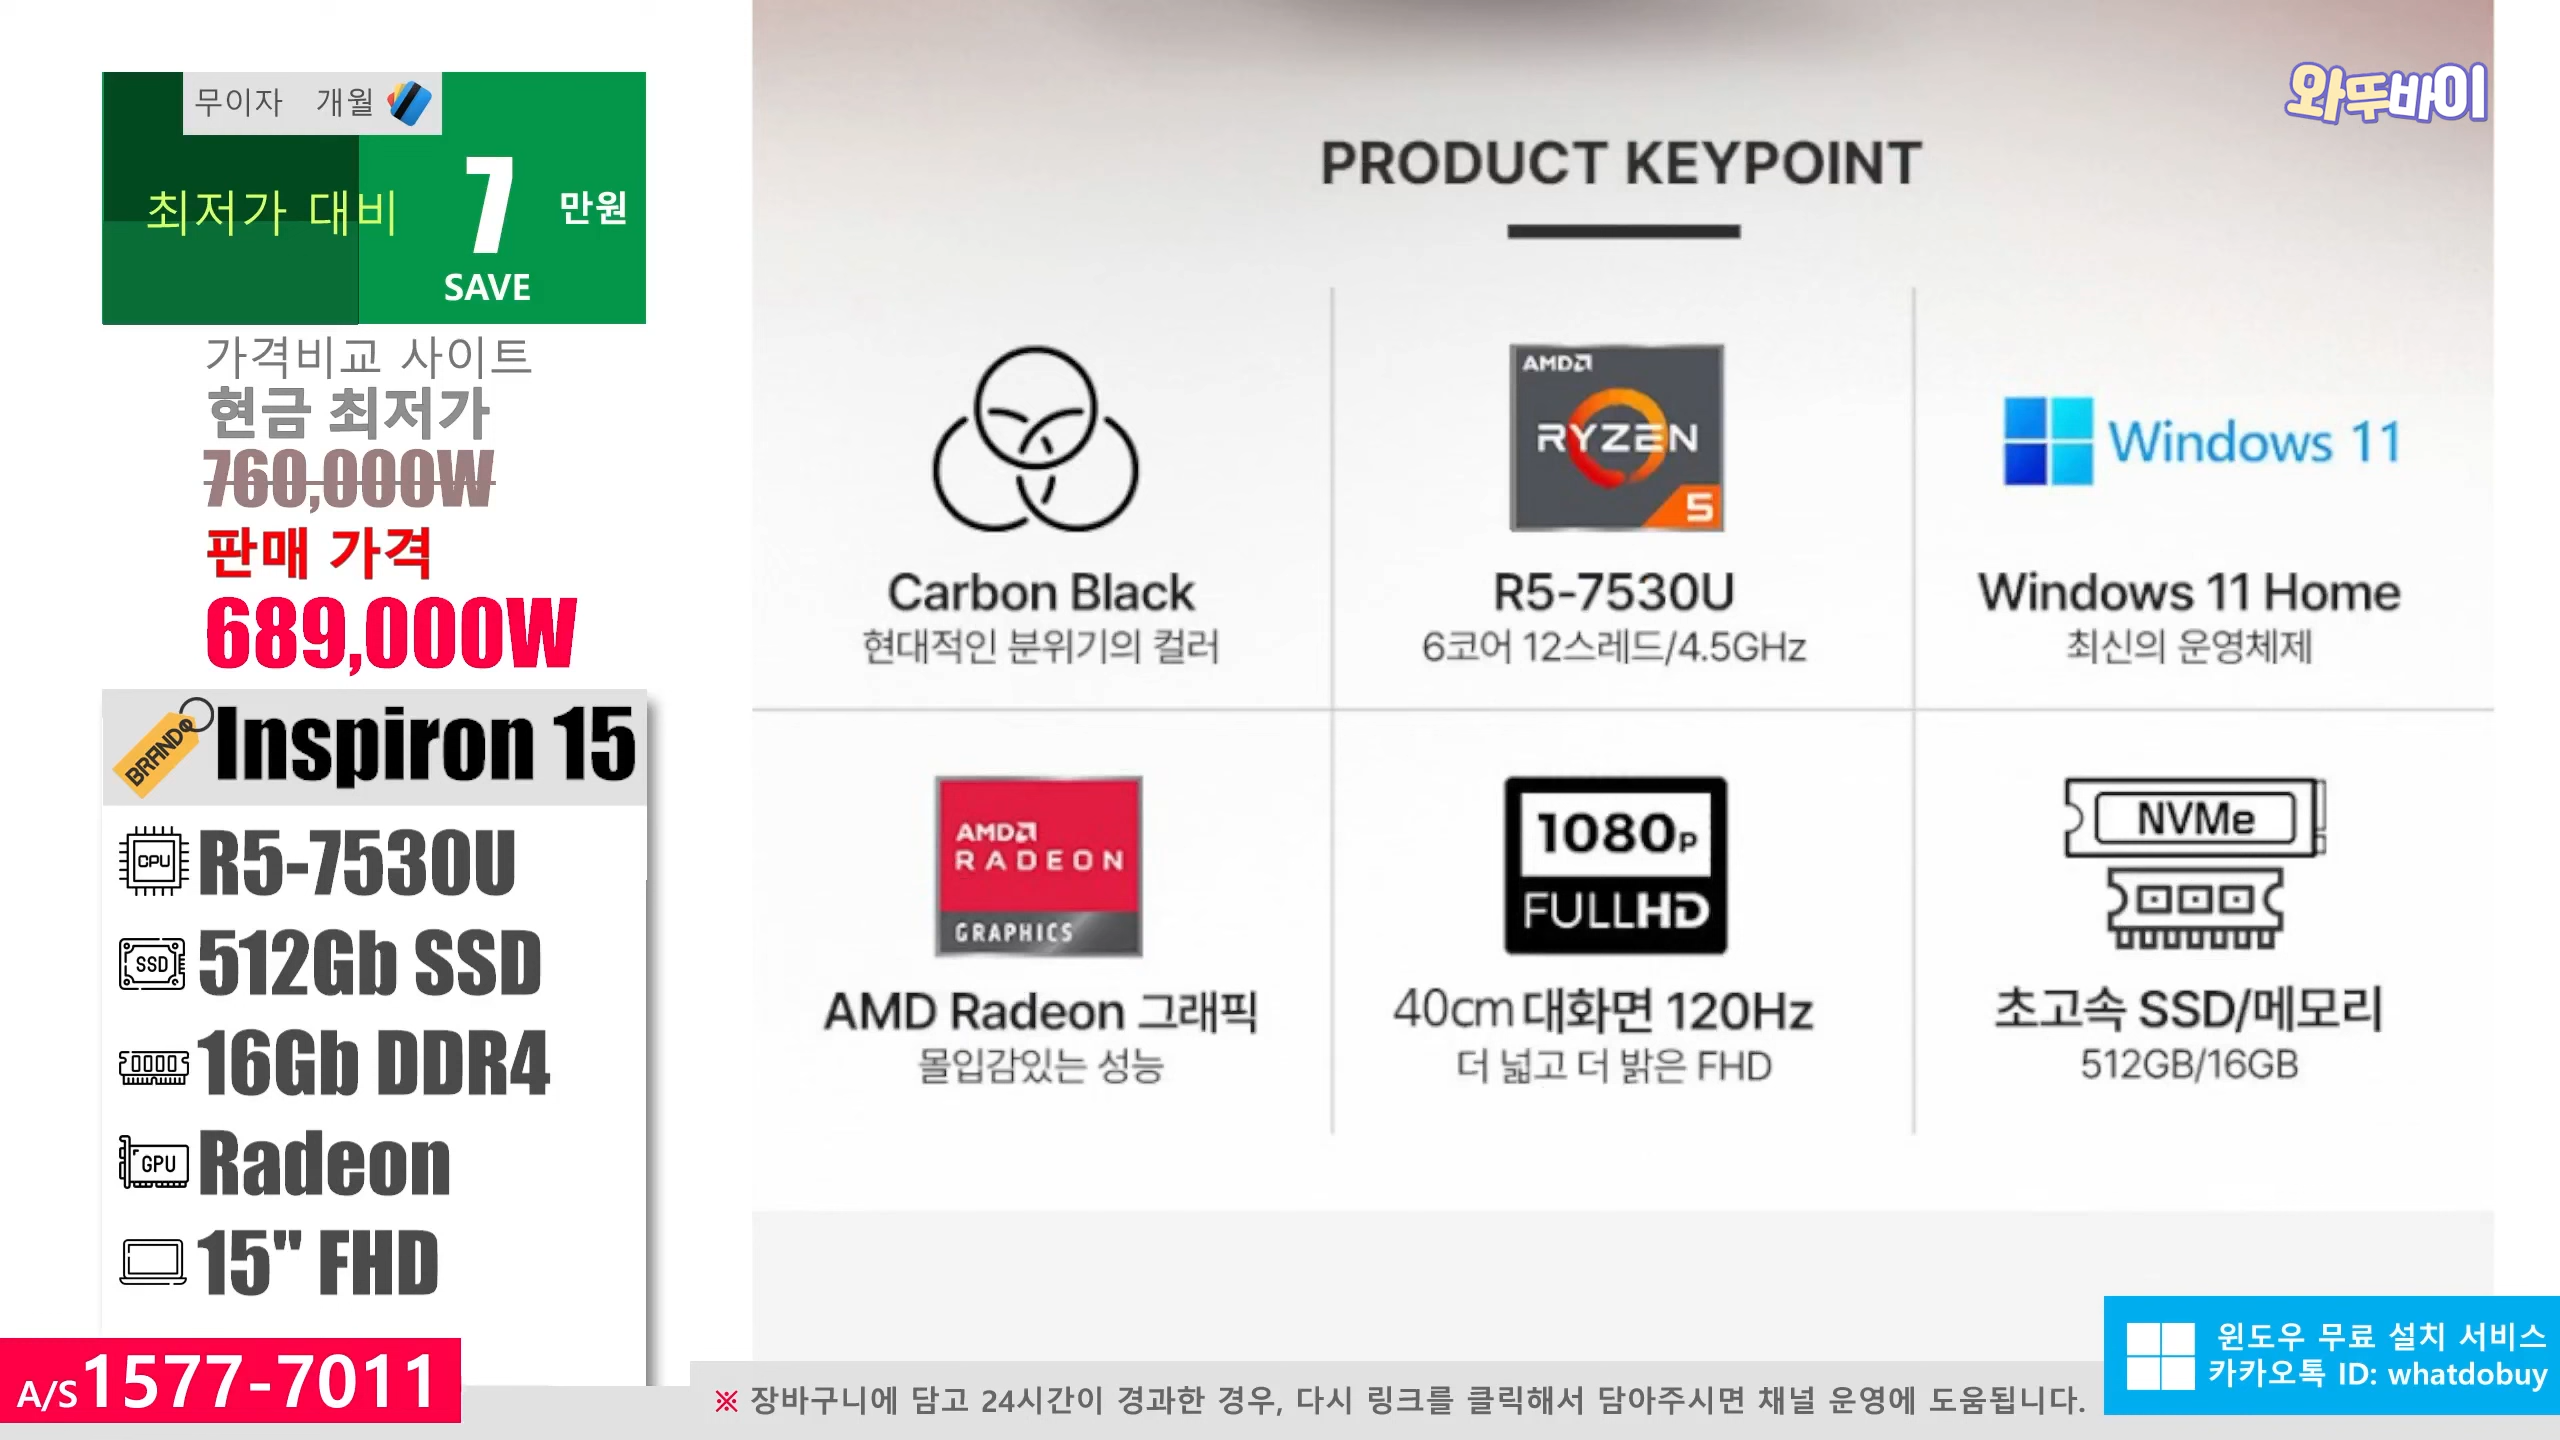 무이자 개월
최저가 대비 7 만원
SAVE
가격비교 사이트
현금 최저가
760,000W
판매 가격
689,000W
BRAND
Inspiron 15
CPU
R5-7530U
SSD
512Gb SSD
16Gb DDR4
GPU
Radeon
15" FHD
A/S 1577-7011
와뚜바이
PRODUCT KEYPOINT
Carbon Black
현대적인 분위기의 컬러
AMD
RYZEN
5
R5-7530U
6코어 12스레드/4.5GHz
Windows 11
Windows 11 Home
최신의 운영체제
AMD
RADEON
GRAPHICS
AMD Radeon 그래픽
몰입감있는 성능
1080P
FULLHD
40cm 대화면 120Hz
더 넓고 더 밝은 FHD
NVMe
초고속 SSD/메모리
512GB/16GB
※ 장바구니에 담고 24시간이 경과한 경우, 다시 링크를 클릭해서 담아주시면 채널 운영에 도움됩니다.
윈도우 무료 설치 서비스
카카오톡 ID: whatdobuy